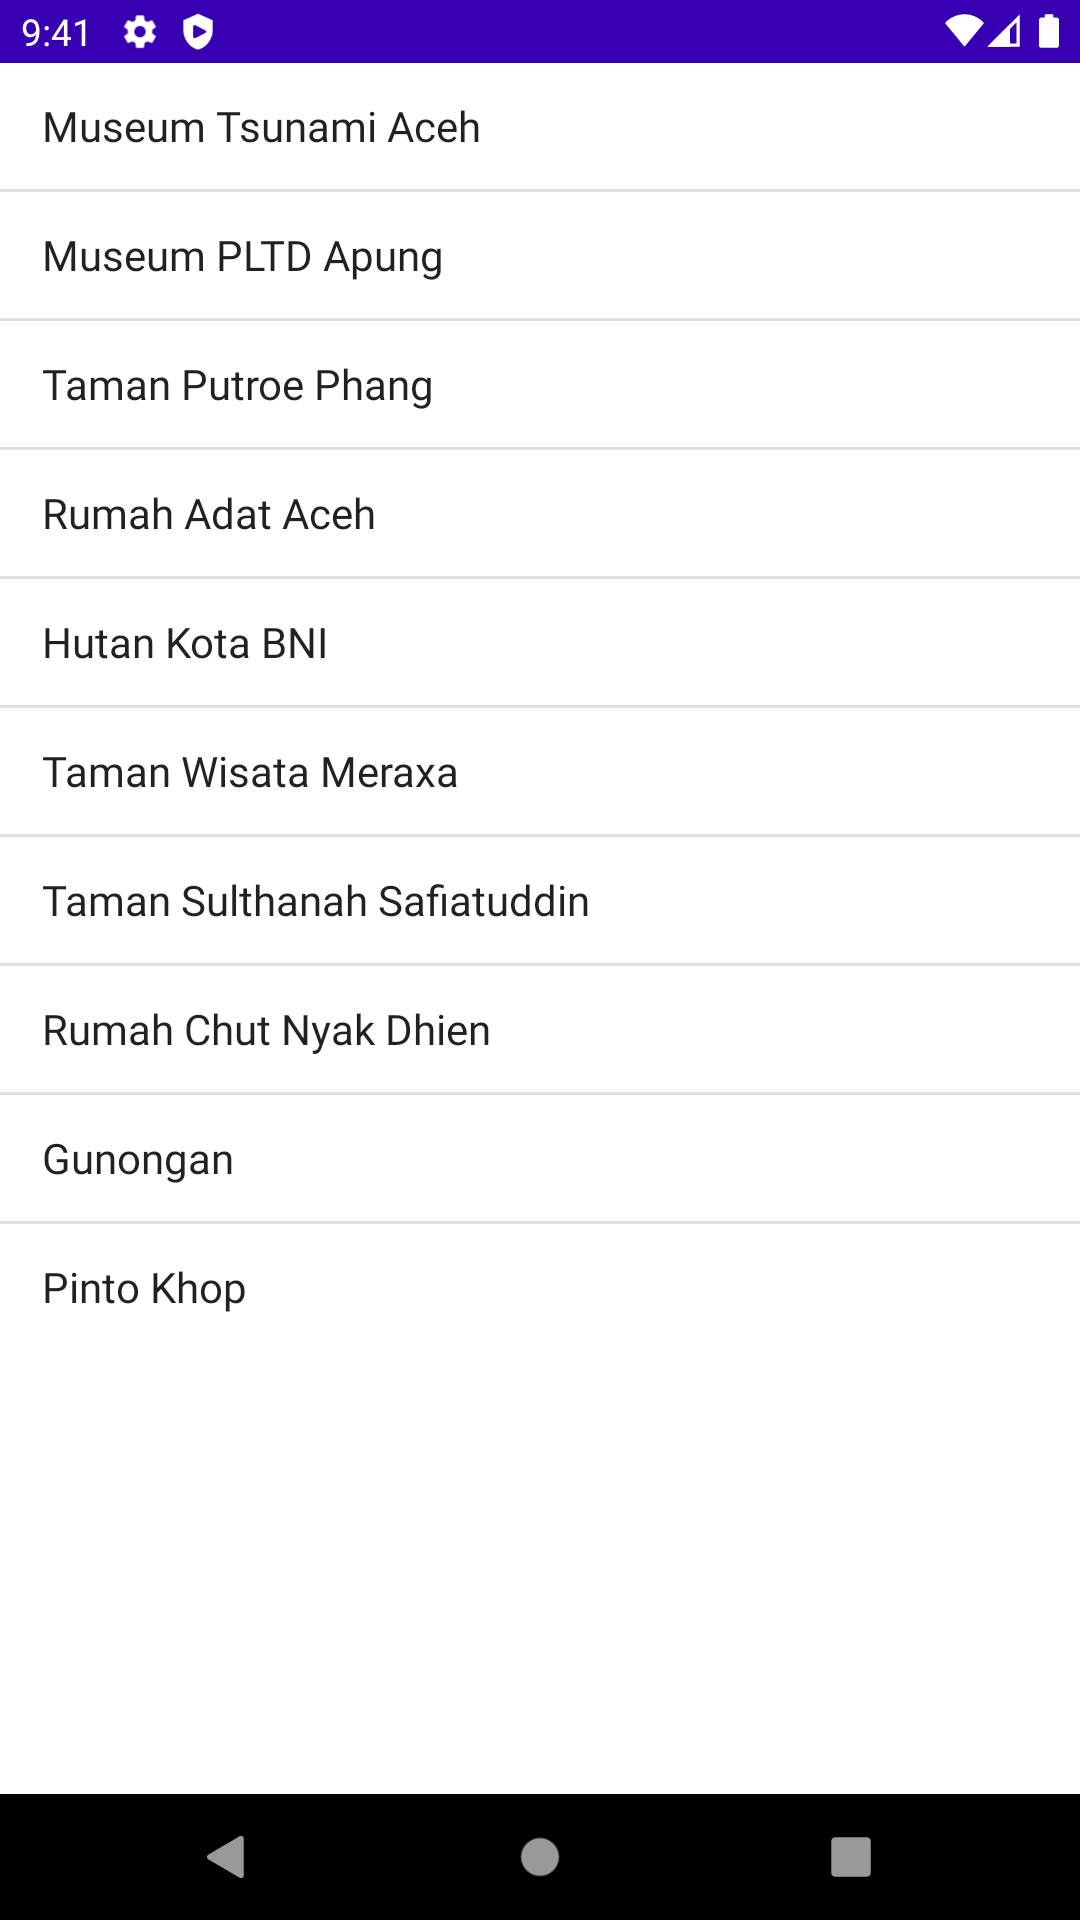 9:41
Museum Tsunami Aceh
Museum PLTD Apung
Taman Putroe Phang
Rumah Adat Aceh
Hutan Kota BNI
Taman Wisata Meraxa
Taman Sulthanah Safiatuddin
Rumah Chut Nyak Dhien
Gunongan
Pinto Khop